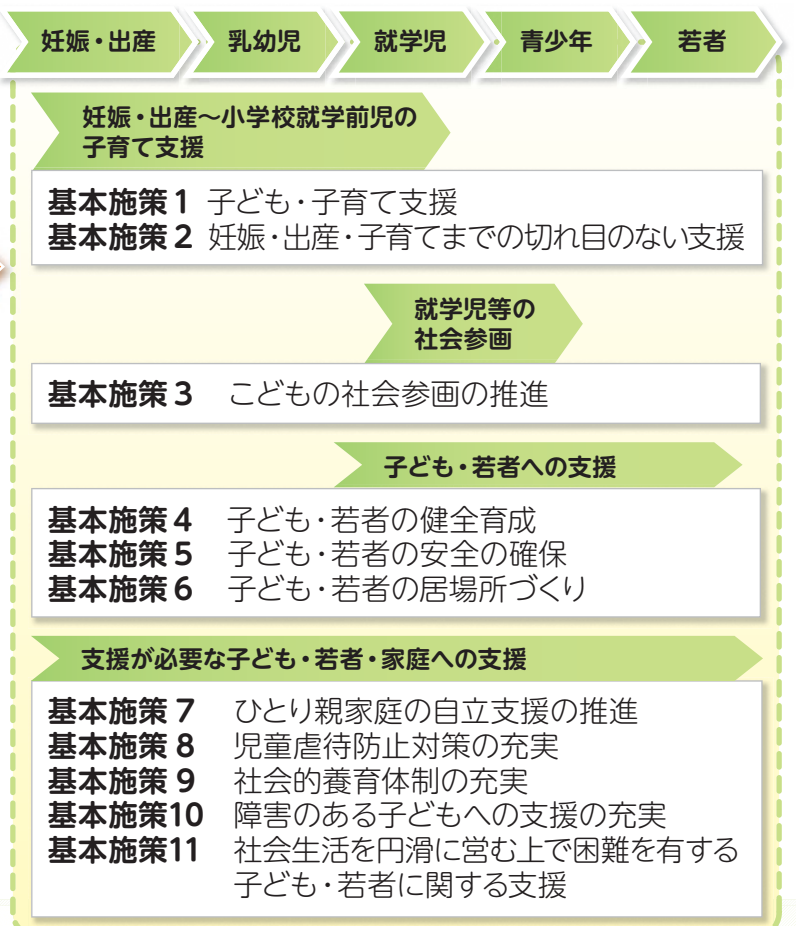 妊娠・出産 乳幼児 就学児 青少年 若者
妊娠・出産～小学校就学前児の
子育て支援
基本施策1 子ども・子育て支援
基本施策2 妊娠・出産・子育てまでの切れ目のない支援
就学児等の
社会参画
基本施策3 こどもの社会参画の推進
子ども・若者への支援
基本施策4 子ども・若者の健全育成
基本施策5 子ども・若者の安全の確保
基本施策6 子ども・若者の居場所づくり
支援が必要な子ども・若者・家庭への支援
基本施策7 ひとり親家庭の自立支援の推進
基本施策8 児童虐待防止対策の充実
基本施策9 社会的養育体制の充実
基本施策10 障害のある子どもへの支援の充実
基本施策11 社会生活を円滑に営む上で困難を有する
子ども・若者に関する支援